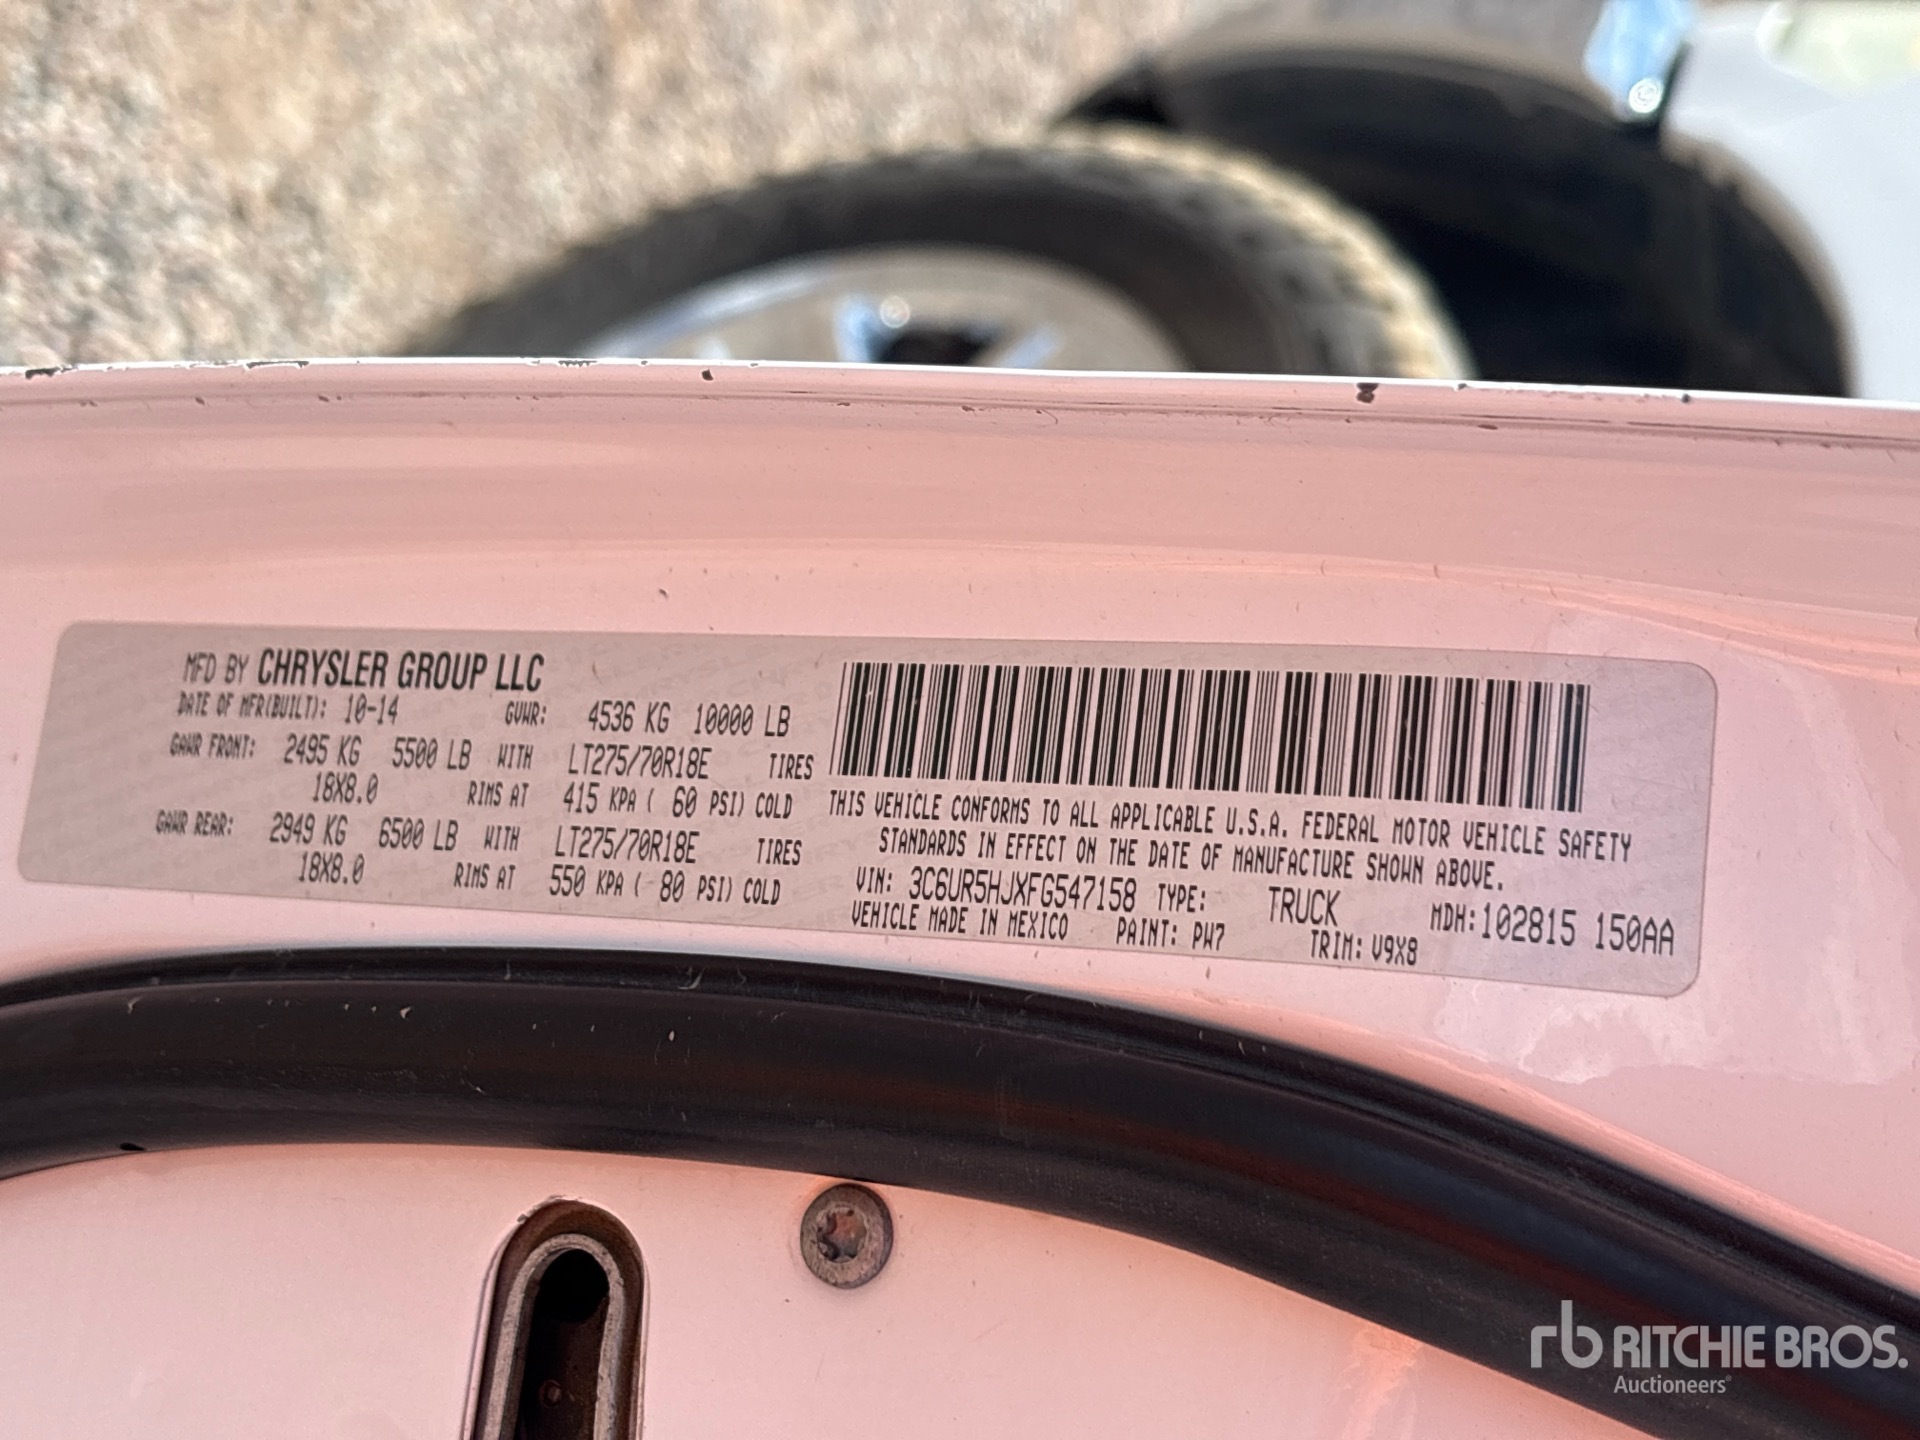 MFD BY CHRYSLER GROUP LLC
DATE OF MFR(BUILT): 10-14 GVWR: 4536 KG 10000 LB
GAWR FRONT: 2495 KG 5500 LB WITH LT275/70R18E TIRES
18X8.0 RIMS AT 415 KPA ( 60 PSI) COLD
GAWR REAR: 2949 KG 6500 LB WITH LT275/70R18E TIRES
18X8.0 RIMS AT 550 KPA ( 80 PSI) COLD
THIS VEHICLE CONFORMS TO ALL APPLICABLE U.S.A. FEDERAL MOTOR VEHICLE SAFETY
STANDARDS IN EFFECT ON THE DATE OF MANUFACTURE SHOWN ABOVE.
VIN: 3C6UR5HJXFG547158 TYPE: TRUCK MDH:102815 150AA
VEHICLE MADE IN MEXICO PAINT: PW7 TRIM: V9X8
rb RITCHIE BROS.
Auctioneers®